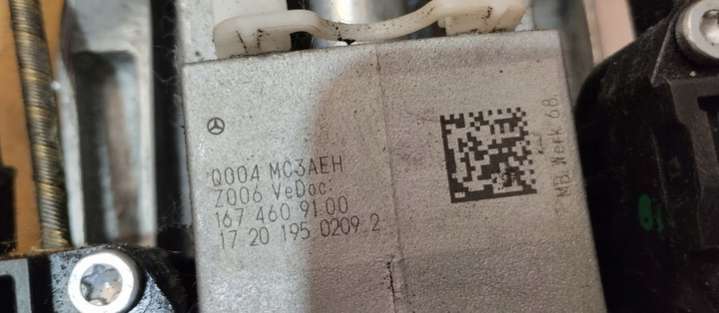 Q004 MC3AEH
Z006 VeDoc
167 460 91 00
17 20 195 0209 2
MB Werk 68